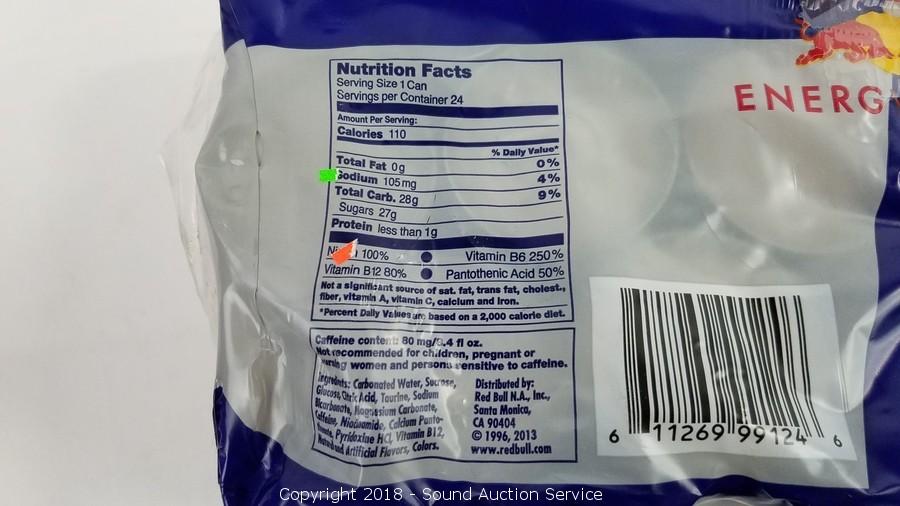 ENERG
Nutrition Facts
Serving Size 1 Can
Servings per Container 24
Amount Per Serving:
Calories 110
% Daily Value*
Total Fat 0g 0%
Sodium 105mg 4%
Total Carb. 28g 9%
Sugars 27g
Protein less than 1g
100% Vitamin B6 250%
Vitamin B12 80% Pantothenic Acid 50%
Not a significant source of sat. fat, trans fat, cholest.,
fiber, vitamin A, vitamin C, calcium and iron.
*Percent Daily Values are based on a 2,000 calorie diet.
Caffeine content: 80 mg/8.4 fl oz.
Not recommended for children, pregnant or
nursing women and persons sensitive to caffeine.
Ingredients: Carbonated Water, Sucrose,
Glucose, Citric Acid, Taurine, Sodium
Bicarbonate, Magnesium Carbonate,
Caffeine, Niacinamide, Calcium Panto-
Pyridoxine HCl, Vitamin B12,
Artificial Flavors, Colors.
Distributed by:
Red Bull N.A., Inc.,
Santa Monica,
CA 90404
© 1996, 2013
www.redbull.com
6 11269 99124 6
Copyright 2018 - Sound Auction Service